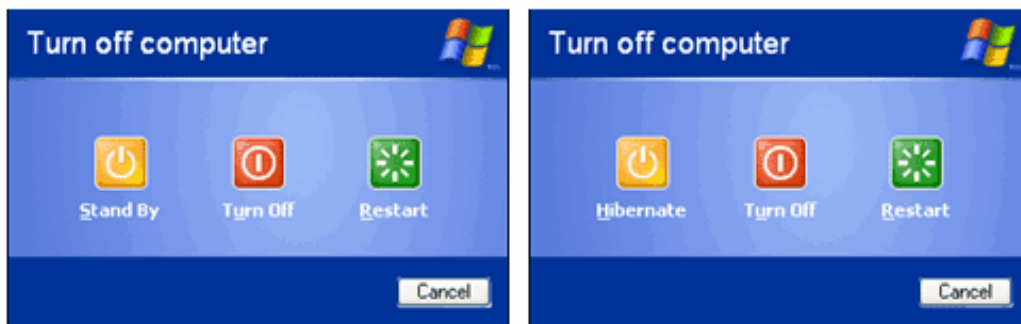 Turn off computer
Stand By Turn Off Restart
Cancel
Turn off computer
Hibernate Turn Off Restart
Cancel